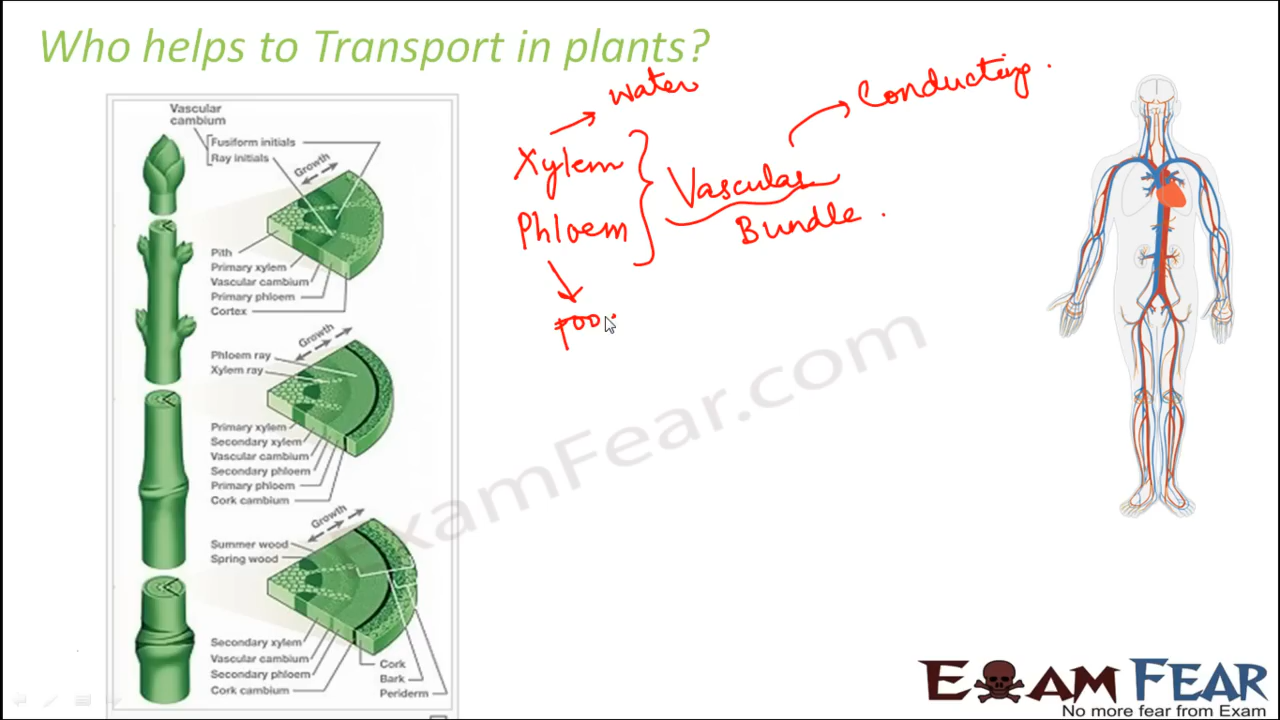 Who helps to Transport in plants?
water
Conducting.
Xylem
Phloem
Vascular
Bundle.
foo
Vascular
cambium
Fusiform initials
Ray initials
Growth
Pith
Primary xylem
Vascular cambium
Primary phloem
Cortex
Growth
Phloem ray
Xylem ray
Primary xylem
Secondary xylem
Vascular cambium
Secondary phloem
Primary phloem
Cork cambium
Growth
Summer wood
Spring wood
Secondary xylem
Vascular cambium
Secondary phloem
Cork cambium
Cork
Bark
Periderm
ExamFear.com
EXAM FEAR
No more fear from Exam